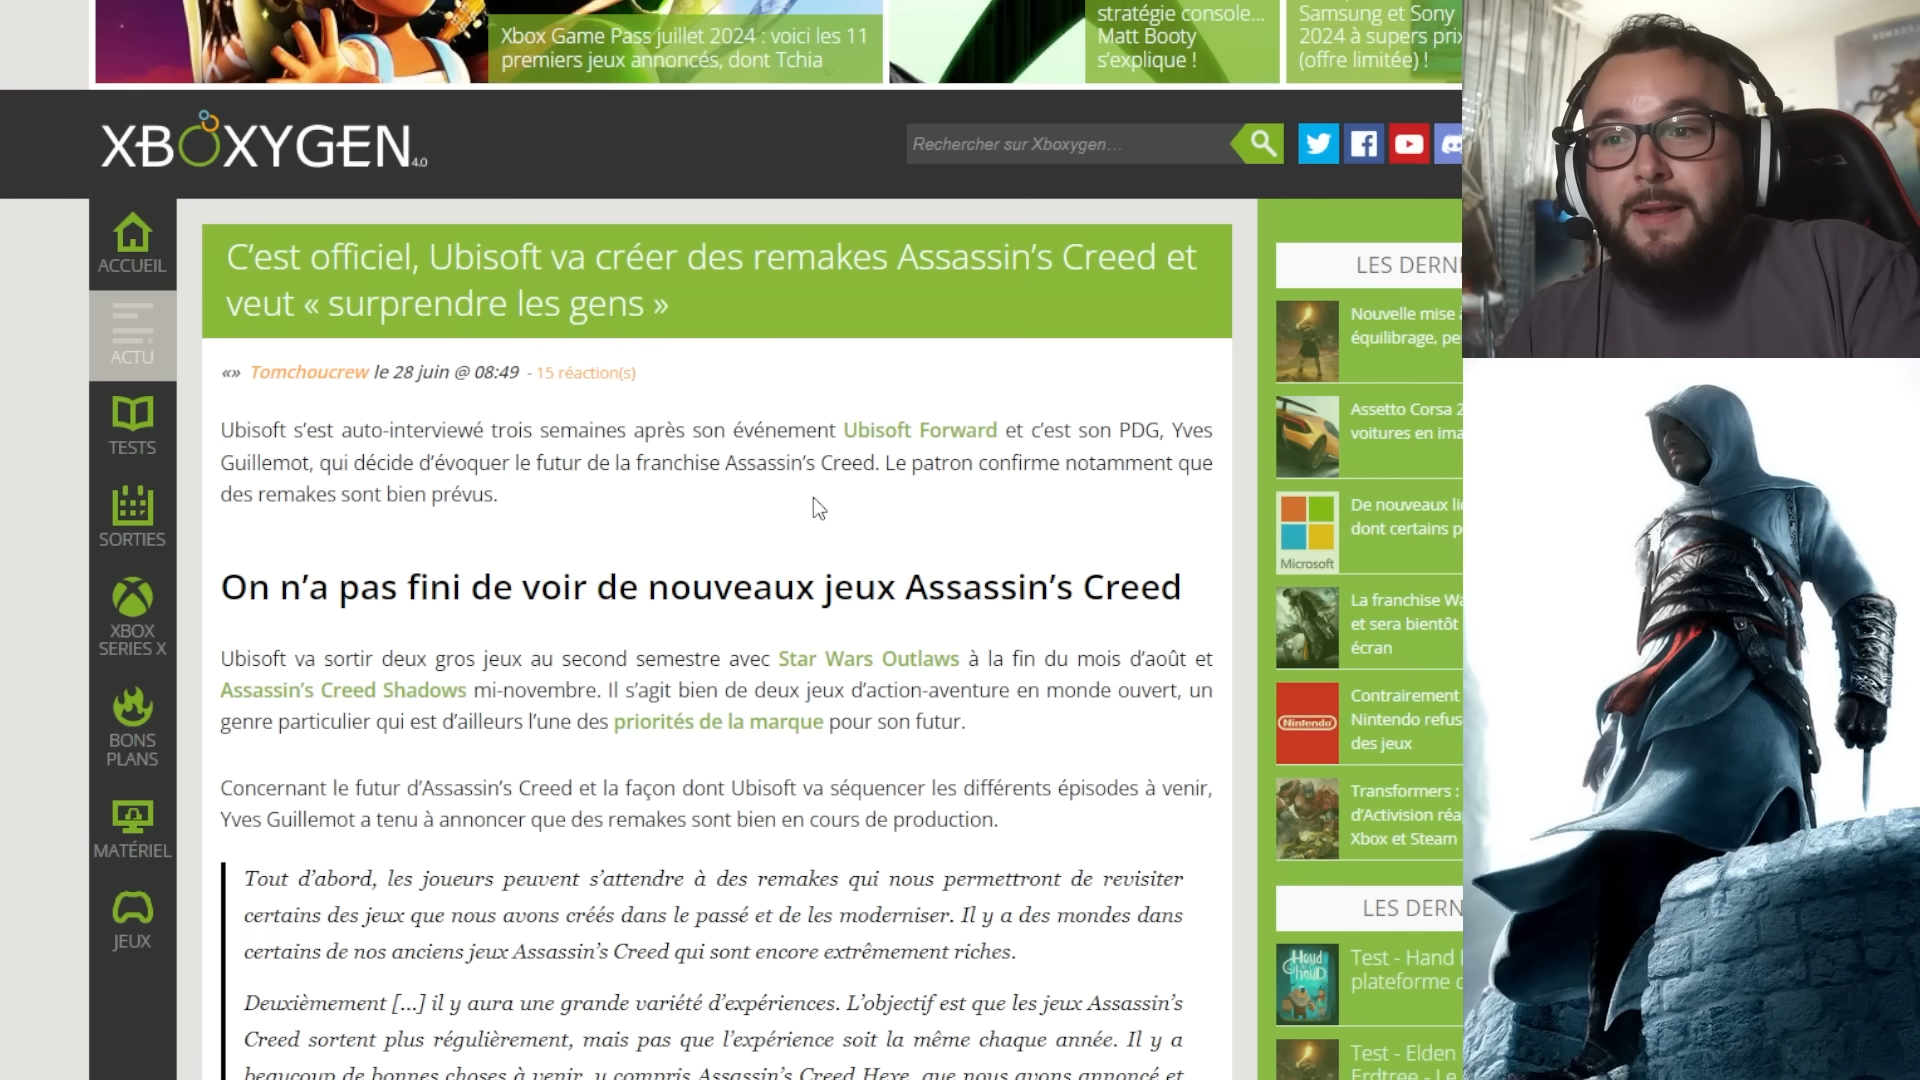 Xbox Game Pass juillet 2024 : voici les 11
premiers jeux annoncés, dont Tchia
stratégie console...
Matt Booty
s'explique !
Samsung et Sony
2024 à supers prix
(offre limitée) !
XBOXYGEN 4.0
Rechercher sur Xboxygen...
ACCUEIL
ACTU
TESTS
SORTIES
XBOX
SERIES X
BONS
PLANS
MATÉRIEL
JEUX
C'est officiel, Ubisoft va créer des remakes Assassin's Creed et
veut « surprendre les gens »
«» Tomchoucrew le 28 juin @ 08:49 - 15 réaction(s)
Ubisoft s'est auto-interviewé trois semaines après son événement Ubisoft Forward et c'est son PDG, Yves
Guillemot, qui décide d'évoquer le futur de la franchise Assassin's Creed. Le patron confirme notamment que
des remakes sont bien prévus.
On n'a pas fini de voir de nouveaux jeux Assassin's Creed
Ubisoft va sortir deux gros jeux au second semestre avec Star Wars Outlaws à la fin du mois d'août et
Assassin's Creed Shadows mi-novembre. Il s'agit bien de deux jeux d'action-aventure en monde ouvert, un
genre particulier qui est d'ailleurs l'une des priorités de la marque pour son futur.
Concernant le futur d'Assassin's Creed et la façon dont Ubisoft va séquencer les différents épisodes à venir,
Yves Guillemot a tenu à annoncer que des remakes sont bien en cours de production.
Tout d'abord, les joueurs peuvent s'attendre à des remakes qui nous permettront de revisiter
certains des jeux que nous avons créés dans le passé et de les moderniser. Il y a des mondes dans
certains de nos anciens jeux Assassin's Creed qui sont encore extrêmement riches.
Deuxièmement [...] il y aura une grande variété d'expériences. L'objectif est que les jeux Assassin's
Creed sortent plus régulièrement, mais pas que l'expérience soit la même chaque année. Il y a
beaucoup de bonnes choses à venir, y compris Assassin's Creed Hexe, que nous avons annoncé et
LES DERN
Nouvelle mise
équilibrage, pe
Assetto Corsa 2
voitures en ima
Microsoft
De nouveaux li
dont certains p
La franchise Wa
et sera bientôt
écran
Nintendo
Contrairement
Nintendo refus
des jeux
Transformers :
d'Activision réa
Xbox et Steam
LES DERN
Test - Hand
plateforme
Test - Elden
Erdtree - Le